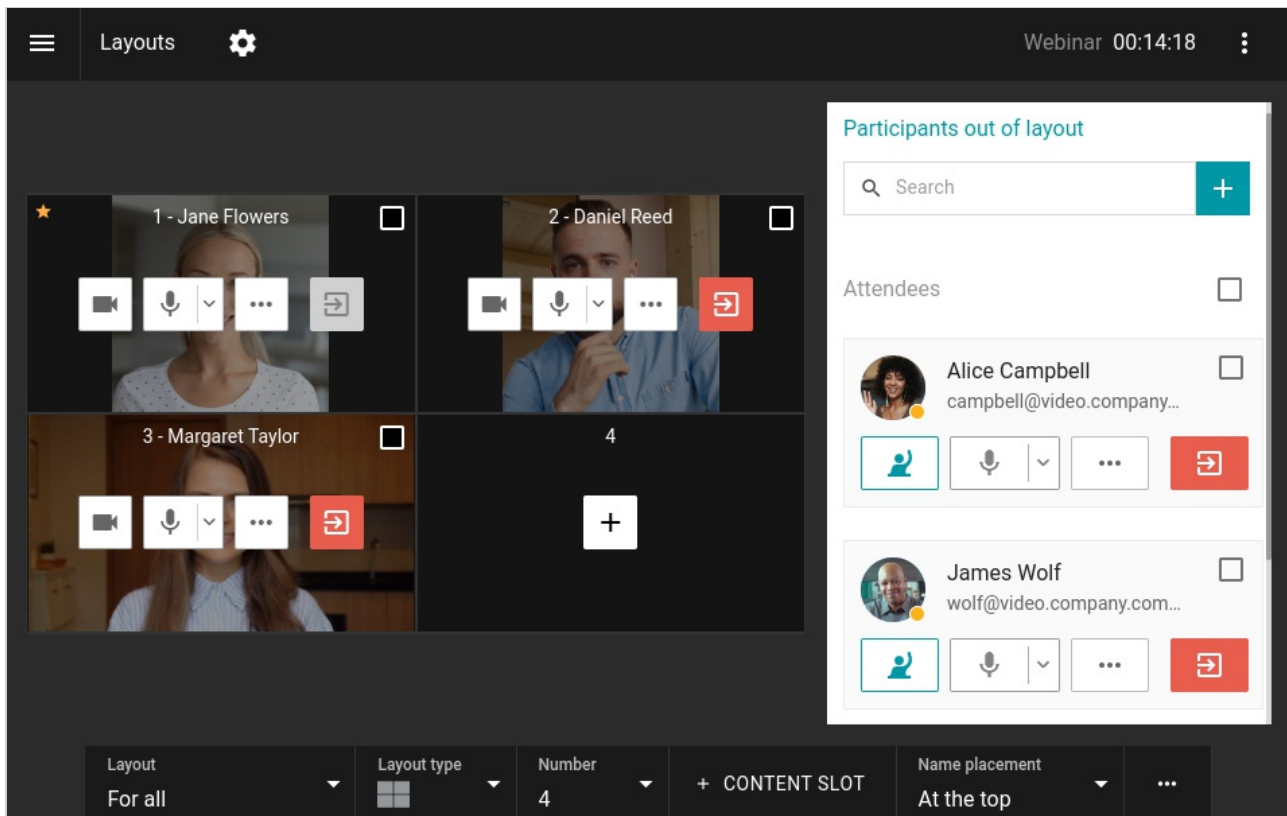 Layouts
Webinar 00:14:18
Participants out of layout
Search
1 - Jane Flowers
2 - Daniel Reed
Attendees
Alice Campbell
campbell@video.company...
3 - Margaret Taylor
4
James Wolf
wolf@video.company.com...
Layout
For all
Layout type
Number
4
+ CONTENT SLOT
Name placement
At the top